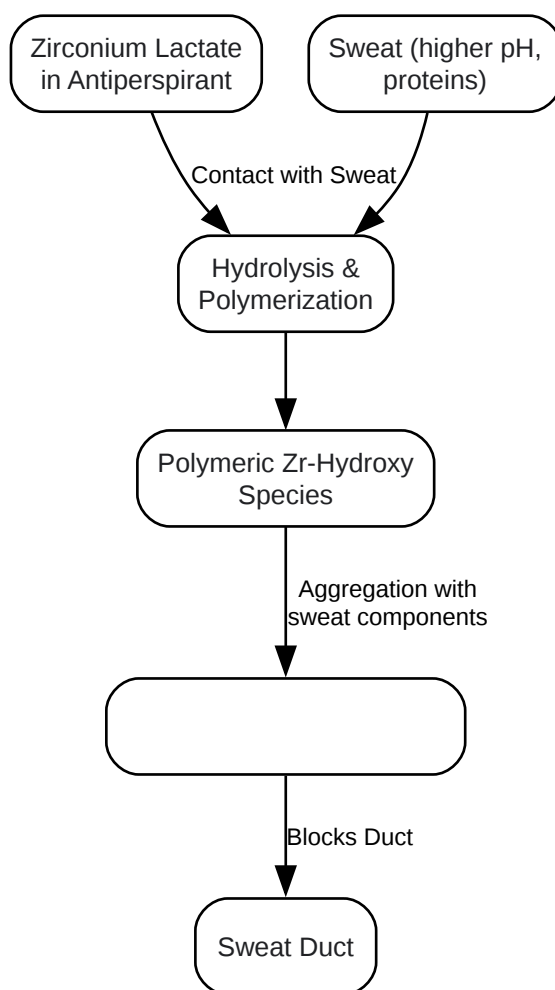 Zirconium Lactate
in Antiperspirant
Sweat (higher pH,
proteins)
Contact with Sweat
Hydrolysis &
Polymerization
Polymeric Zr-Hydroxy
Species
Aggregation with
sweat components
Blocks Duct
Sweat Duct